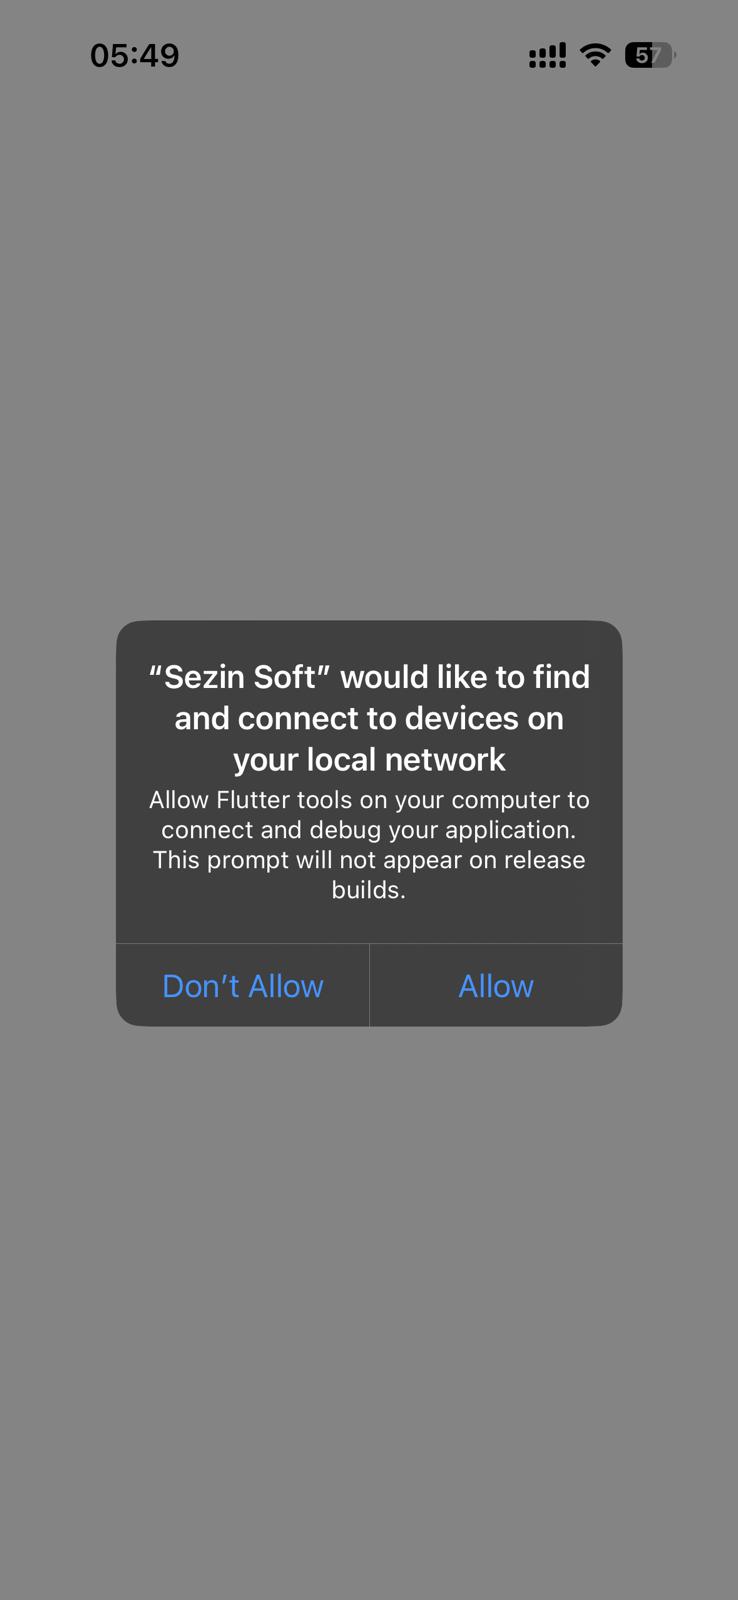 05:49
57
“Sezin Soft” would like to find
and connect to devices on
your local network
Allow Flutter tools on your computer to
connect and debug your application.
This prompt will not appear on release
builds.
Don’t Allow
Allow